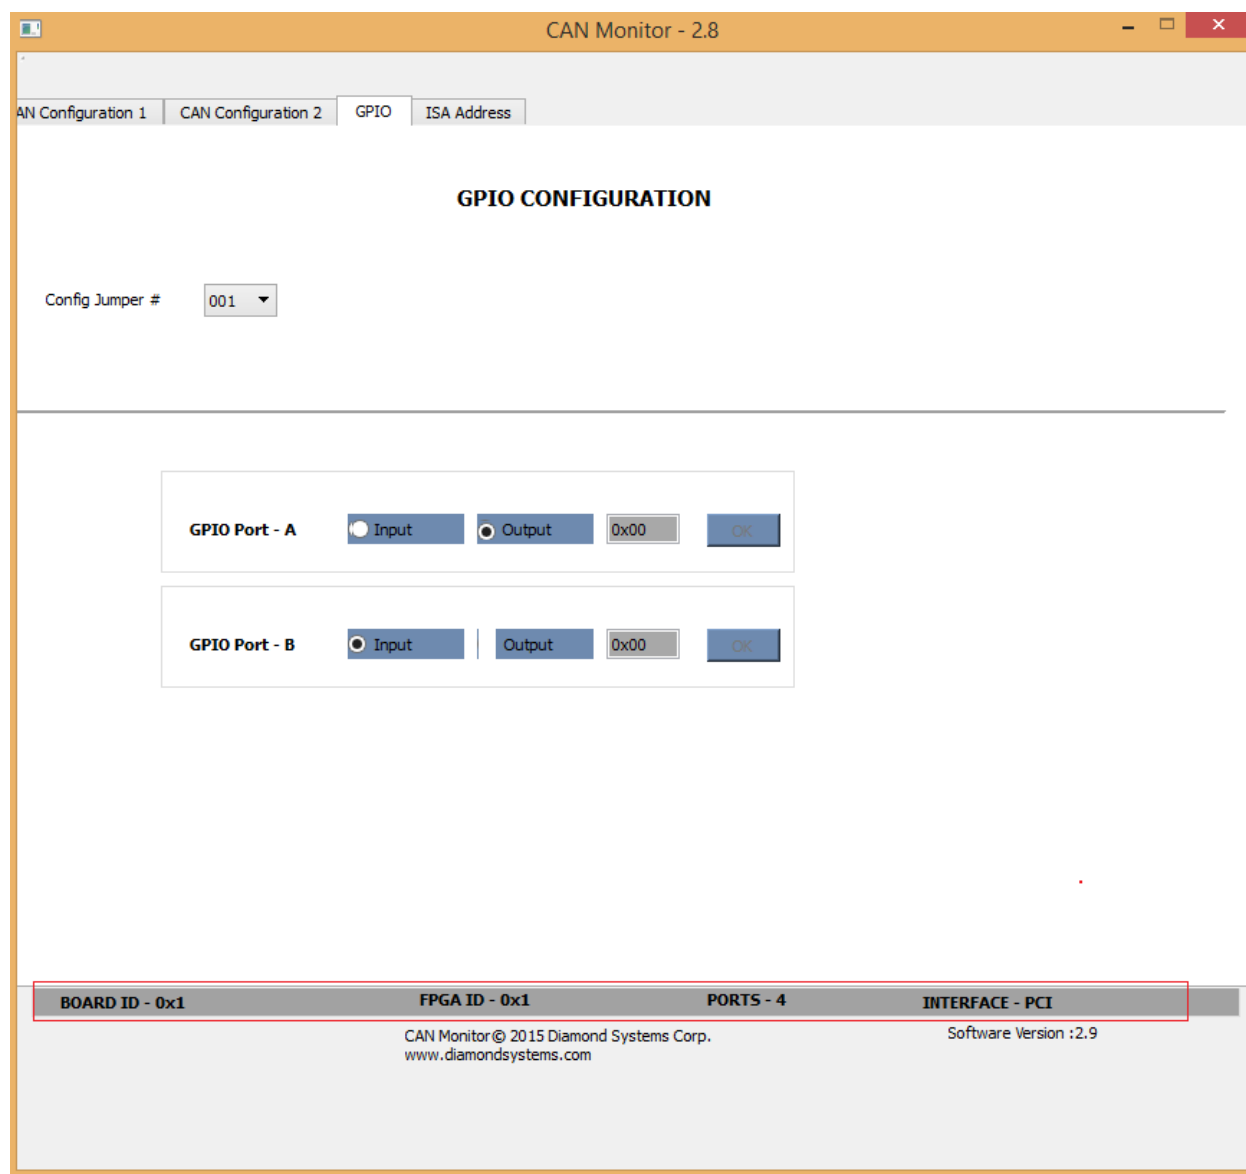 CAN Monitor - 2.8
AN Configuration 1 CAN Configuration 2 GPIO ISA Address
GPIO CONFIGURATION
Config Jumper # 001
GPIO Port - A Input Output 0x00 OK
GPIO Port - B Input Output 0x00 OK
BOARD ID - 0x1 FPGA ID - 0x1 PORTS - 4 INTERFACE - PCI
CAN Monitor© 2015 Diamond Systems Corp. Software Version :2.9
www.diamondsystems.com